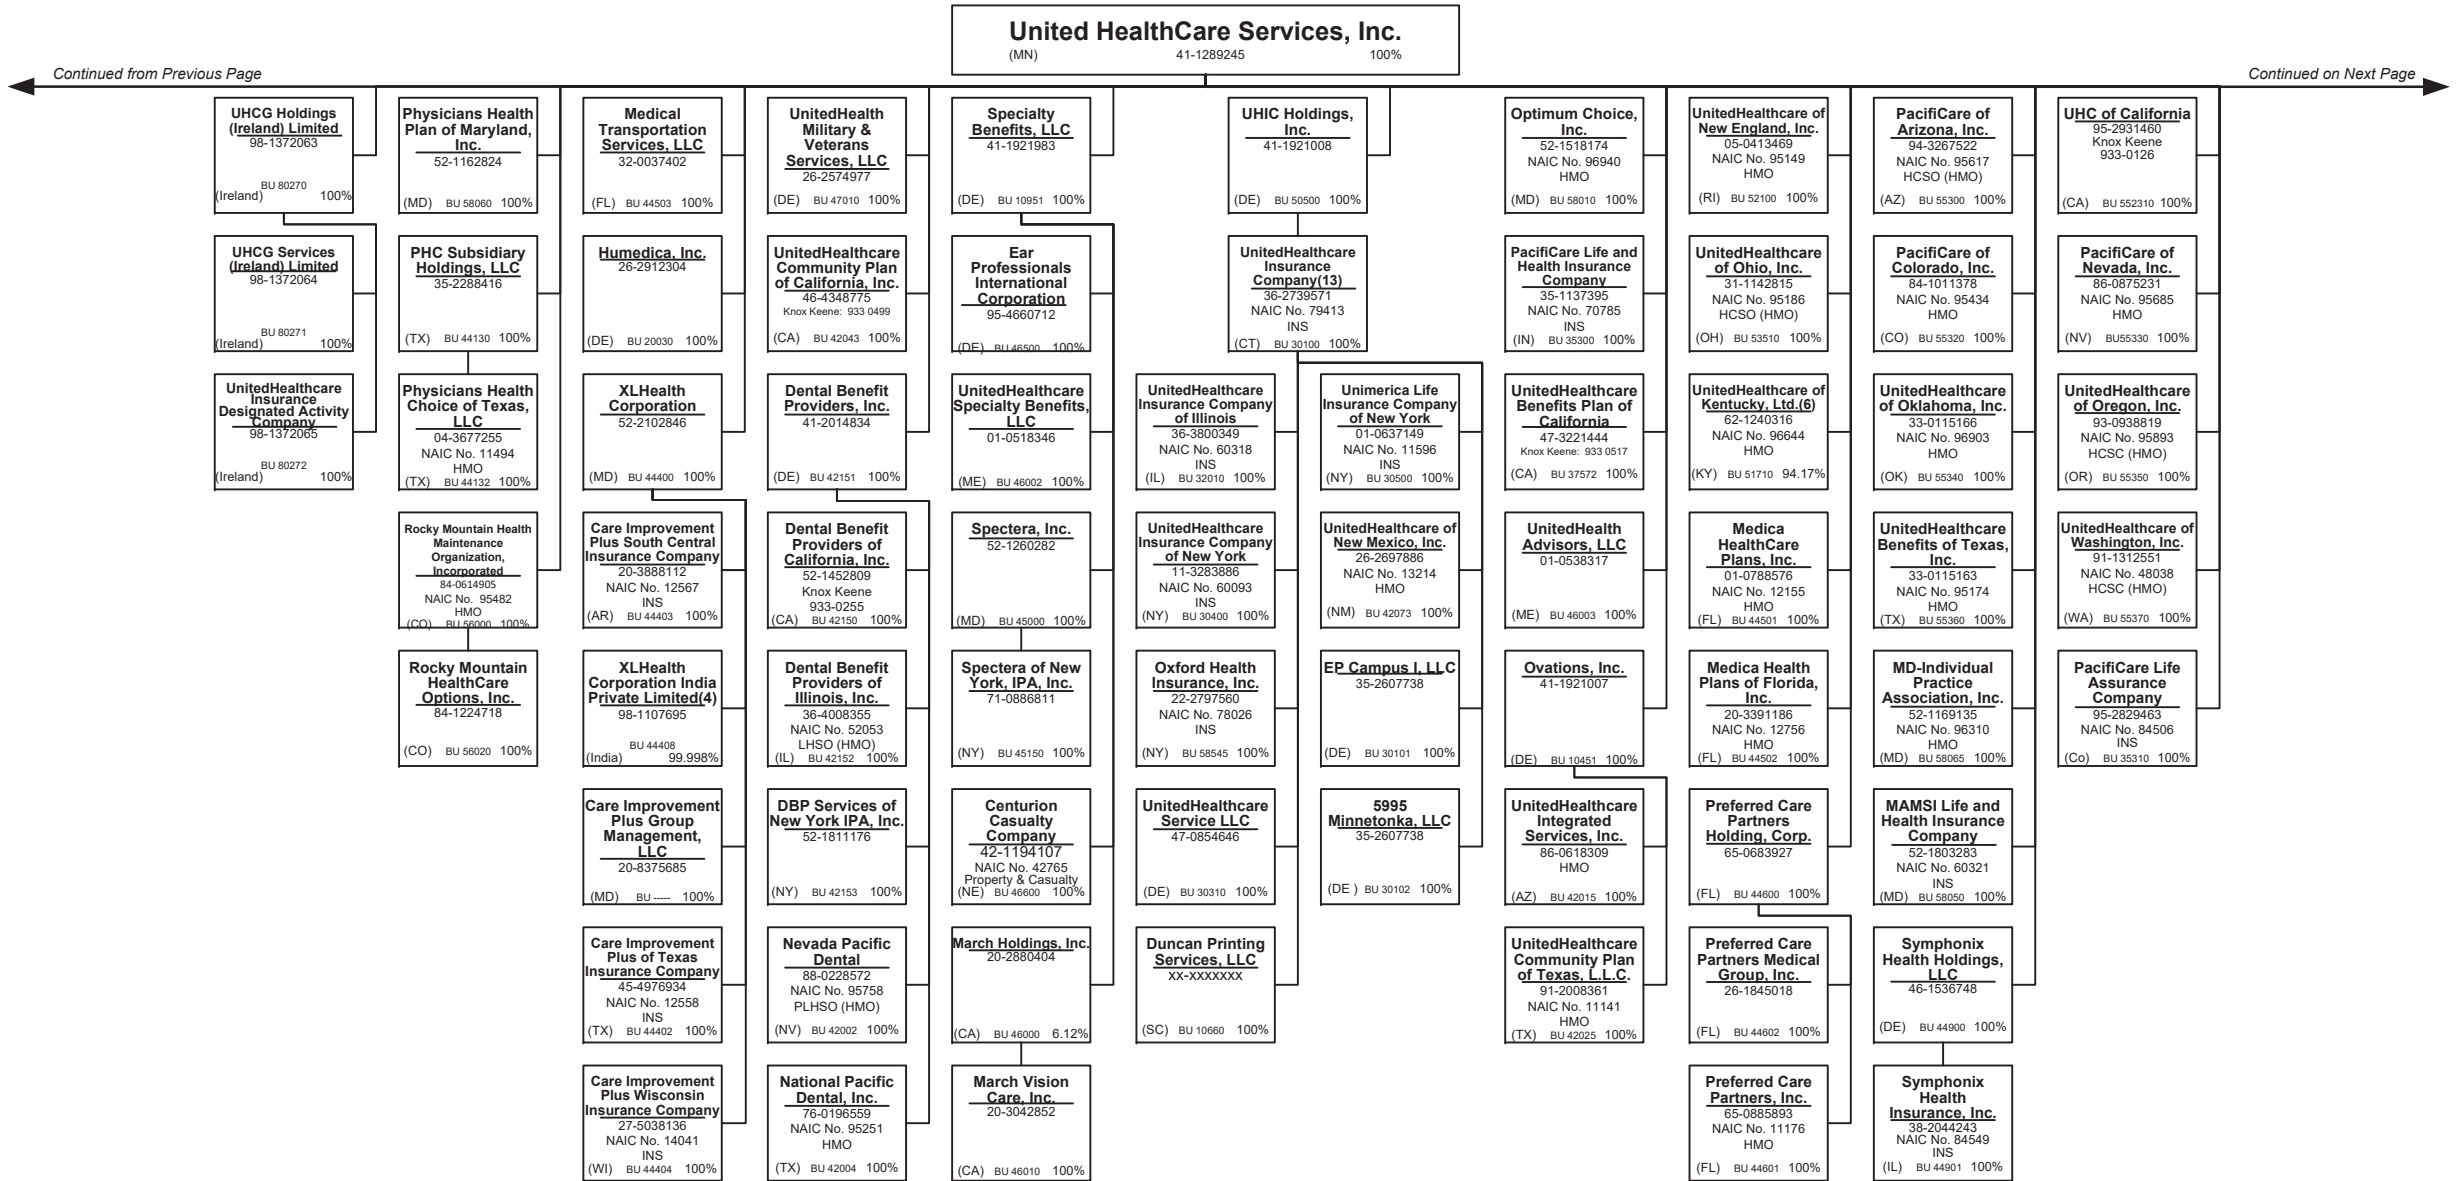 United HealthCare Services, Inc.
(MN) 41-1289245 100%
Continued from Previous Page
Continued on Next Page
UHCG Holdings
(Ireland) Limited
98-1372063
BU 80270
(Ireland) 100%
UHCG Services
(Ireland) Limited
98-1372064
BU 80271
(Ireland) 100%
UnitedHealthcare
Insurance
Designated Activity
Company
98-1372065
BU 80272
(Ireland) 100%
Physicians Health
Plan of Maryland,
Inc.
52-1162824
(MD) BU 58060 100%
PHC Subsidiary
Holdings, LLC
35-2288416
(TX) BU 44130 100%
Physicians Health
Choice of Texas,
LLC
04-3677255
NAIC No. 11494
HMO
(TX) BU 44132 100%
Rocky Mountain Health
Maintenance
Organization,
Incorporated
84-0614905
NAIC No. 95482
HMO
(CO) BU 56000 100%
Rocky Mountain
HealthCare
Options, Inc.
84-1224718
(CO) BU 56020 100%
Medical
Transportation
Services, LLC
32-0037402
(FL) BU 44503 100%
Humedica, Inc.
26-2912304
(DE) BU 20030 100%
XLHealth
Corporation
52-2102846
(MD) BU 44400 100%
Care Improvement
Plus South Central
Insurance Company
20-3888112
NAIC No. 12567
INS
(AR) BU 44403 100%
XLHealth
Corporation India
Private Limited(4)
98-1107695
BU 44408
(India) 99.998%
Care Improvement
Plus Group
Management,
LLC
20-8375685
(MD) BU ----- 100%
Care Improvement
Plus of Texas
Insurance Company
45-4976934
NAIC No. 12558
INS
(TX) BU 44402 100%
Care Improvement
Plus Wisconsin
Insurance Company
27-5038136
NAIC No. 14041
INS
(WI) BU 44404 100%
UnitedHealth
Military &
Veterans
Services, LLC
26-2574977
(DE) BU 47010 100%
UnitedHealthcare
Community Plan
of California, Inc.
46-4348775
Knox Keene: 933 0499
(CA) BU 42043 100%
Dental Benefit
Providers, Inc.
41-2014834
(DE) BU 42151 100%
Dental Benefit
Providers of
California, Inc.
52-1452809
Knox Keene
933-0255
(CA) BU 42150 100%
Dental Benefit
Providers of
Illinois, Inc.
36-4008355
NAIC No. 52053
LHSO (HMO)
(IL) BU 42152 100%
DBP Services of
New York IPA, Inc.
52-1811176
(NY) BU 42153 100%
Nevada Pacific
Dental
88-0228572
NAIC No. 95758
PLHSO (HMO)
(NV) BU 42002 100%
National Pacific
Dental, Inc.
76-0196559
NAIC No. 95251
HMO
(TX) BU 42004 100%
Specialty
Benefits, LLC
41-1921983
(DE) BU 10951 100%
Ear
Professionals
International
Corporation
95-4660712
(DE) BU 46500 100%
UnitedHealthcare
Specialty Benefits,
LLC
01-0518346
(ME) BU 46002 100%
Spectera, Inc.
52-1260282
(MD) BU 45000 100%
Spectera of New
York, IPA, Inc.
71-0886811
(NY) BU 45150 100%
Centurion
Casualty
Company
42-1194107
NAIC No. 42765
Property & Casualty
(NE) BU 46600 100%
March Holdings, Inc.
20-2880404
(CA) BU 46000 6.12%
March Vision
Care, Inc.
20-3042852
(CA) BU 46010 100%
UHIC Holdings,
Inc.
41-1921008
(DE) BU 50500 100%
UnitedHealthcare
Insurance
Company(13)
36-2739571
NAIC No. 79413
INS
(CT) BU 30100 100%
UnitedHealthcare
Insurance Company
of Illinois
36-3800349
NAIC No. 60318
INS
(IL) BU 32010 100%
UnitedHealthcare
Insurance Company
of New York
11-3283886
NAIC No. 60093
INS
(NY) BU 30400 100%
Oxford Health
Insurance, Inc.
22-2797560
NAIC No. 78026
INS
(NY) BU 58545 100%
UnitedHealthcare
Service LLC
47-0854646
(DE) BU 30310 100%
Duncan Printing
Services, LLC
xx-xxxxxxx
(SC) BU 10660 100%
Unimerica Life
Insurance Company
of New York
01-0637149
NAIC No. 11596
INS
(NY) BU 30500 100%
UnitedHealthcare of
New Mexico, Inc.
26-2697886
NAIC No. 13214
HMO
(NM) BU 42073 100%
EP Campus I, LLC
35-2607738
(DE) BU 30101 100%
5995
Minnetonka, LLC
35-2607738
(DE ) BU 30102 100%
Optimum Choice,
Inc.
52-1518174
NAIC No. 96940
HMO
(MD) BU 58010 100%
PacifiCare Life and
Health Insurance
Company
35-1137395
NAIC No. 70785
INS
(IN) BU 35300 100%
UnitedHealthcare
Benefits Plan of
California
47-3221444
Knox Keene: 933 0517
(CA) BU 37572 100%
UnitedHealth
Advisors, LLC
01-0538317
(ME) BU 46003 100%
Ovations, Inc.
41-1921007
(DE) BU 10451 100%
UnitedHealthcare
Integrated
Services, Inc.
86-0618309
HMO
(AZ) BU 42015 100%
UnitedHealthcare
Community Plan
of Texas, L.L.C.
91-2008361
NAIC No. 11141
HMO
(TX) BU 42025 100%
UnitedHealthcare of
New England, Inc.
05-0413469
NAIC No. 95149
HMO
(RI) BU 52100 100%
UnitedHealthcare
of Ohio, Inc.
31-1142815
NAIC No. 95186
HCSO (HMO)
(OH) BU 53510 100%
UnitedHealthcare of
Kentucky, Ltd.(6)
62-1240316
NAIC No. 96644
HMO
(KY) BU 51710 94.17%
Medica
HealthCare
Plans, Inc.
01-0788576
NAIC No. 12155
HMO
(FL) BU 44501 100%
Medica Health
Plans of Florida,
Inc.
20-3391186
NAIC No. 12756
HMO
(FL) BU 44502 100%
Preferred Care
Partners
Holding, Corp.
65-0683927
(FL) BU 44600 100%
Preferred Care
Partners Medical
Group, Inc.
26-1845018
(FL) BU 44602 100%
Preferred Care
Partners, Inc.
65-0885893
NAIC No. 11176
HMO
(FL) BU 44601 100%
PacifiCare of
Arizona, Inc.
94-3267522
NAIC No. 95617
HCSO (HMO)
(AZ) BU 55300 100%
PacifiCare of
Colorado, Inc.
84-1011378
NAIC No. 95434
HMO
(CO) BU 55320 100%
UnitedHealthcare
of Oklahoma, Inc.
33-0115166
NAIC No. 96903
HMO
(OK) BU 55340 100%
UnitedHealthcare
Benefits of Texas,
Inc.
33-0115163
NAIC No. 95174
HMO
(TX) BU 55360 100%
MD-Individual
Practice
Association, Inc.
52-1169135
NAIC No. 96310
HMO
(MD) BU 58065 100%
MAMSI Life and
Health Insurance
Company
52-1803283
NAIC No. 60321
INS
(MD) BU 58050 100%
Symphonix
Health Holdings,
LLC
46-1536748
(DE) BU 44900 100%
Symphonix
Health
Insurance, Inc.
38-2044243
NAIC No. 84549
INS
(IL) BU 44901 100%
UHC of California
95-2931460
Knox Keene
933-0126
(CA) BU 552310 100%
PacifiCare of
Nevada, Inc.
86-0875231
NAIC No. 95685
HMO
(NV) BU55330 100%
UnitedHealthcare
of Oregon, Inc.
93-0938819
NAIC No. 95893
HCSC (HMO)
(OR) BU 55350 100%
UnitedHealthcare of
Washington, Inc.
91-1312551
NAIC No. 48038
HCSC (HMO)
(WA) BU 55370 100%
PacifiCare Life
Assurance
Company
95-2829463
NAIC No. 84506
INS
(Co) BU 35310 100%